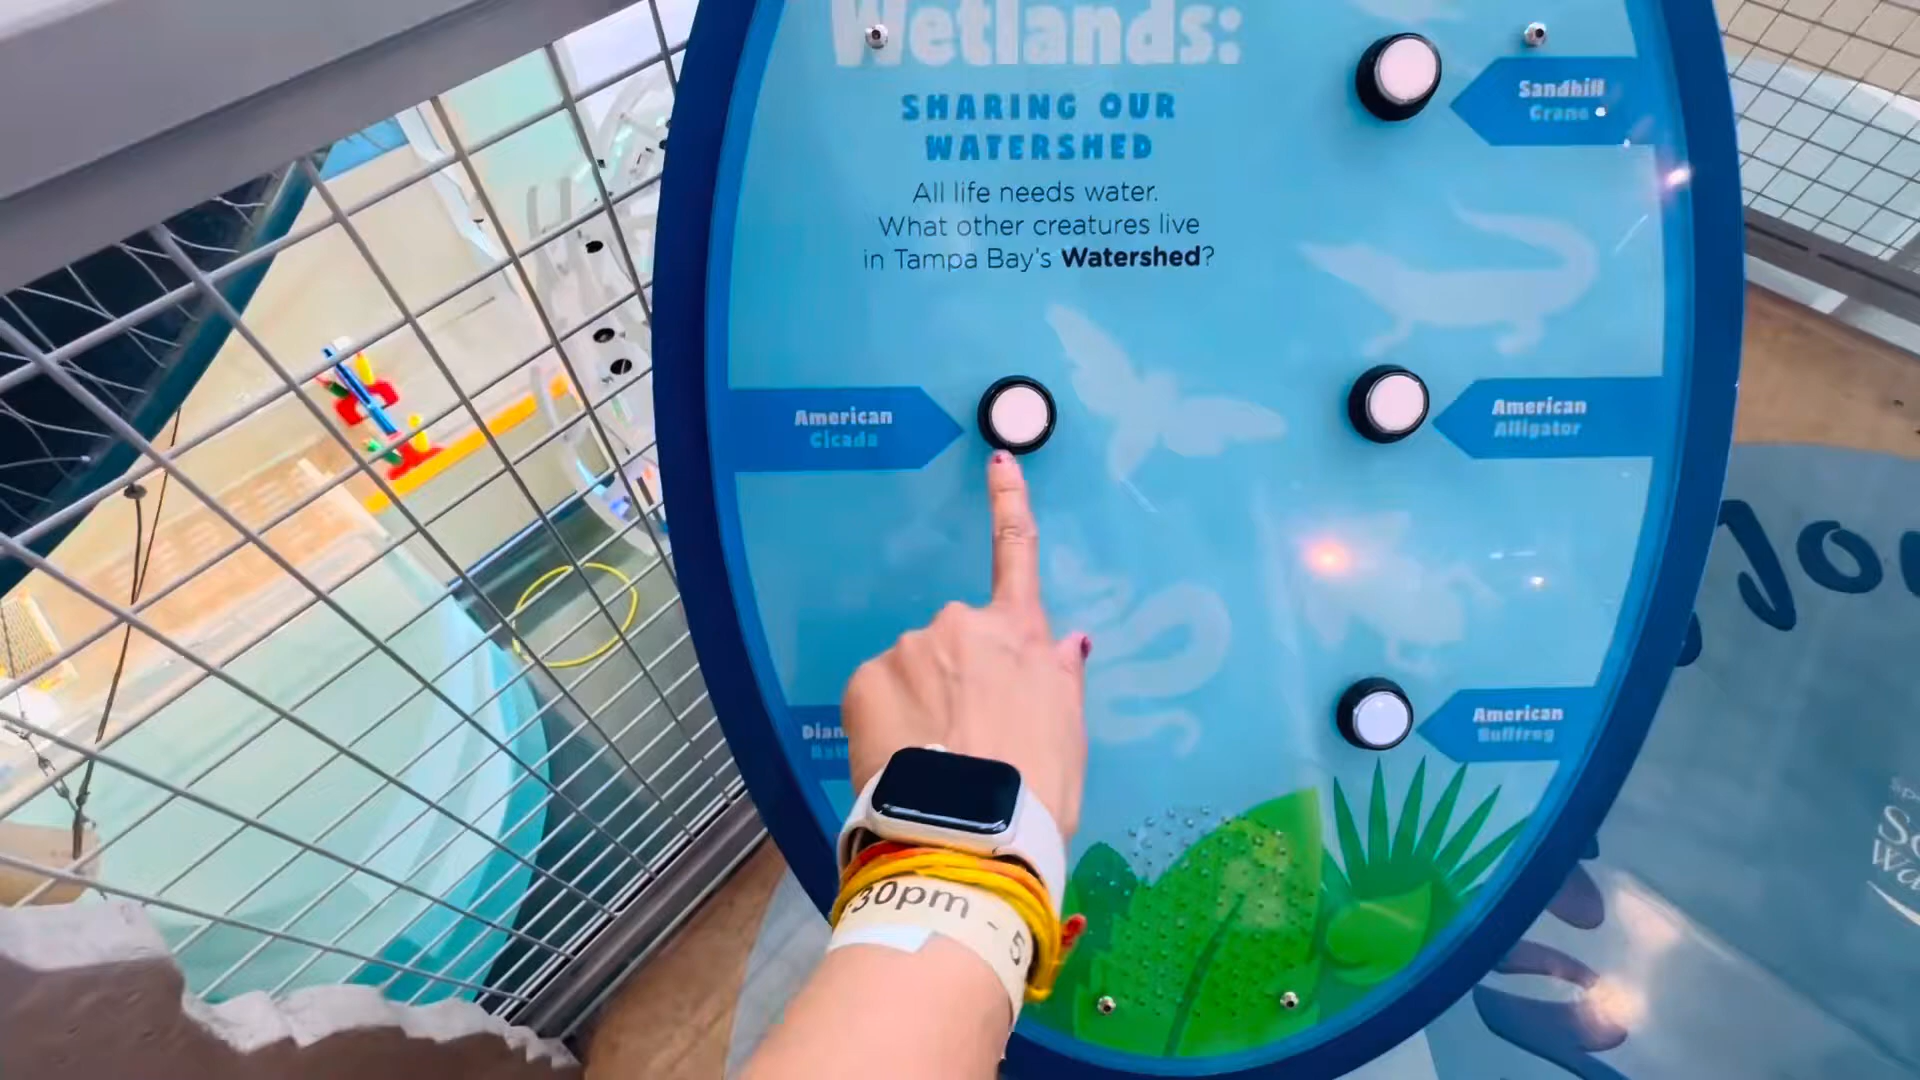 Wetlands:
SHARING OUR
WATERSHED
All life needs water.
What other creatures live
in Tampa Bay's Watershed?
Sandhill
Crane
American
Cicada
American
Alligator
American
Bullfrog
30pm - 5